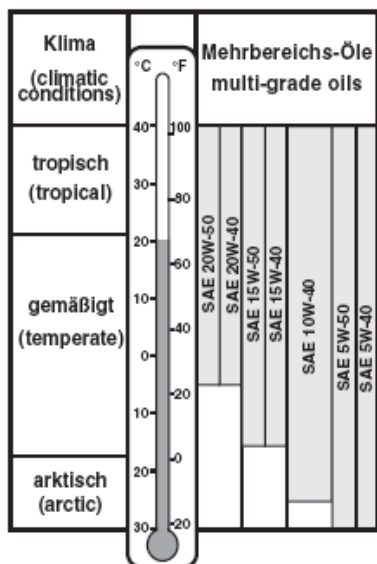 Klima
(climatic
conditions)
°C °F
Mehrbereichs-Öle
multi-grade oils
tropisch
(tropical)
gemäßigt
(temperate)
arktisch
(arctic)
40
30
20
10
0
10
20
30
100
80
60
40
20
0
20
SAE 20W-50
SAE 20W-40
SAE 15W-50
SAE 15W-40
SAE 10W-40
SAE 5W-50
SAE 5W-40